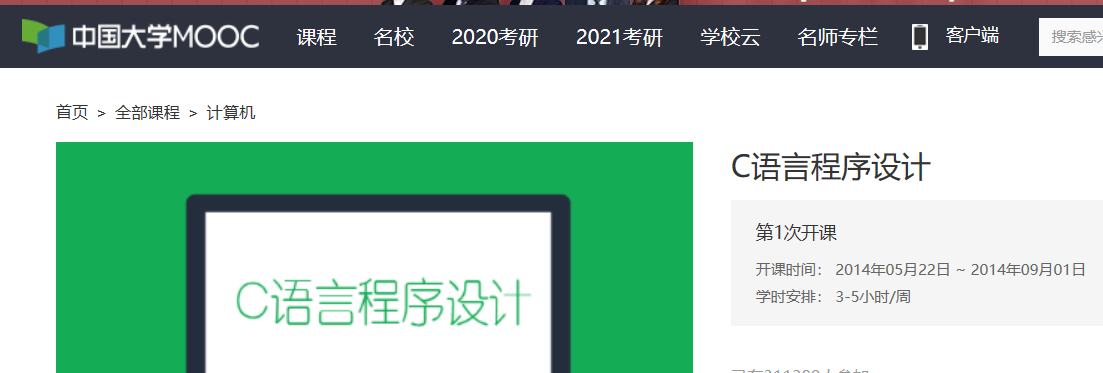 中国大学MOOC 课程 名校 2020考研 2021考研 学校云 名师专栏 客户端 搜索感兴
首页 > 全部课程 > 计算机
C语言程序设计
C语言程序设计
第1次开课
开课时间： 2014年05月22日 ~ 2014年09月01日
学时安排： 3-5小时/周